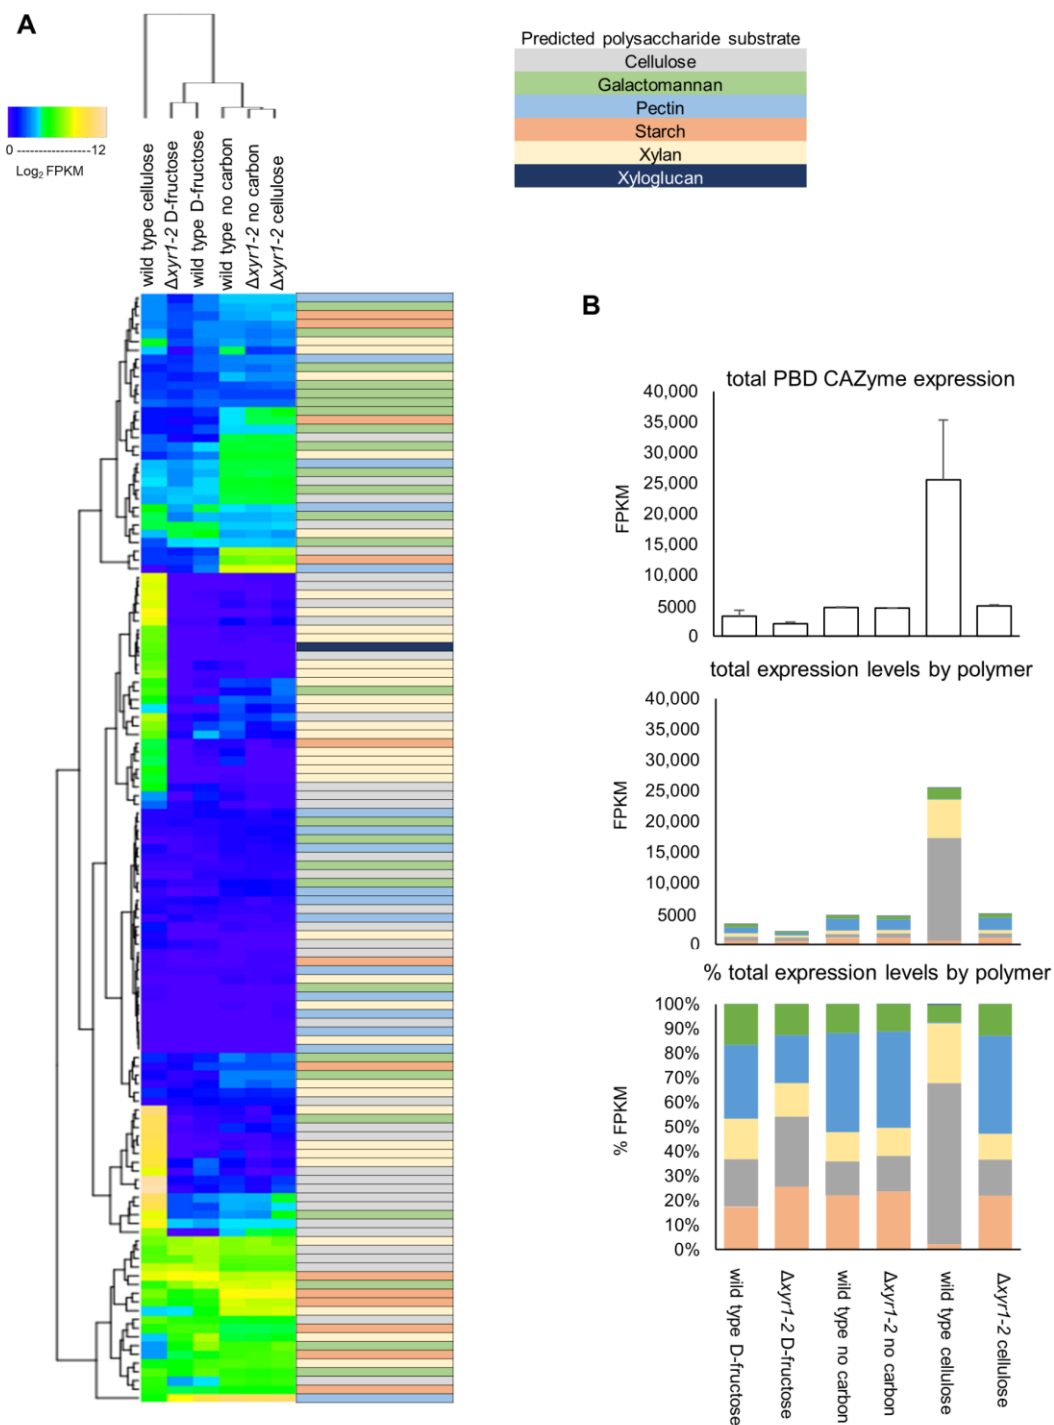 A
Predicted polysaccharide substrate
Cellulose
Galactomannan
Pectin
Starch
Xylan
Xyloglucan
0 ------------------12
Log2 FPKM
wild type cellulose
Δxyr1-2 D-fructose
wild type D-fructose
wild type no carbon
Δxyr1-2 no carbon
Δxyr1-2 cellulose
B
total PBD CAZyme expression
40,000
35,000
30,000
25,000
20,000
15,000
10,000
5000
0
FPKM
total expression levels by polymer
40,000
35,000
30,000
25,000
20,000
15,000
10,000
5000
0
FPKM
% total expression levels by polymer
100%
90%
80%
70%
60%
50%
40%
30%
20%
10%
0%
% FPKM
wild type D-fructose
Δxyr1-2 D-fructose
wild type no carbon
Δxyr1-2 no carbon
wild type cellulose
Δxyr1-2 cellulose